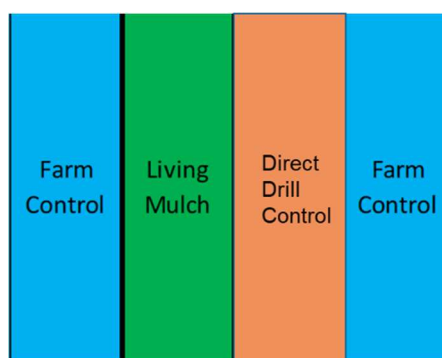 Farm
Control
Living
Mulch
Direct
Drill
Control
Farm
Control